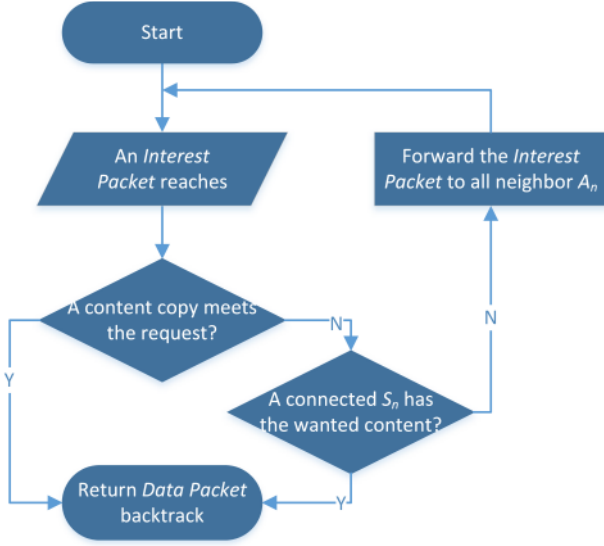 Start
An Interest
Packet reaches
Forward the Interest
Packet to all neighbor Aₙ
A content copy meets
the request?
N
N
Y
A connected Sₙ has
the wanted content?
Return Data Packet
backtrack
Y